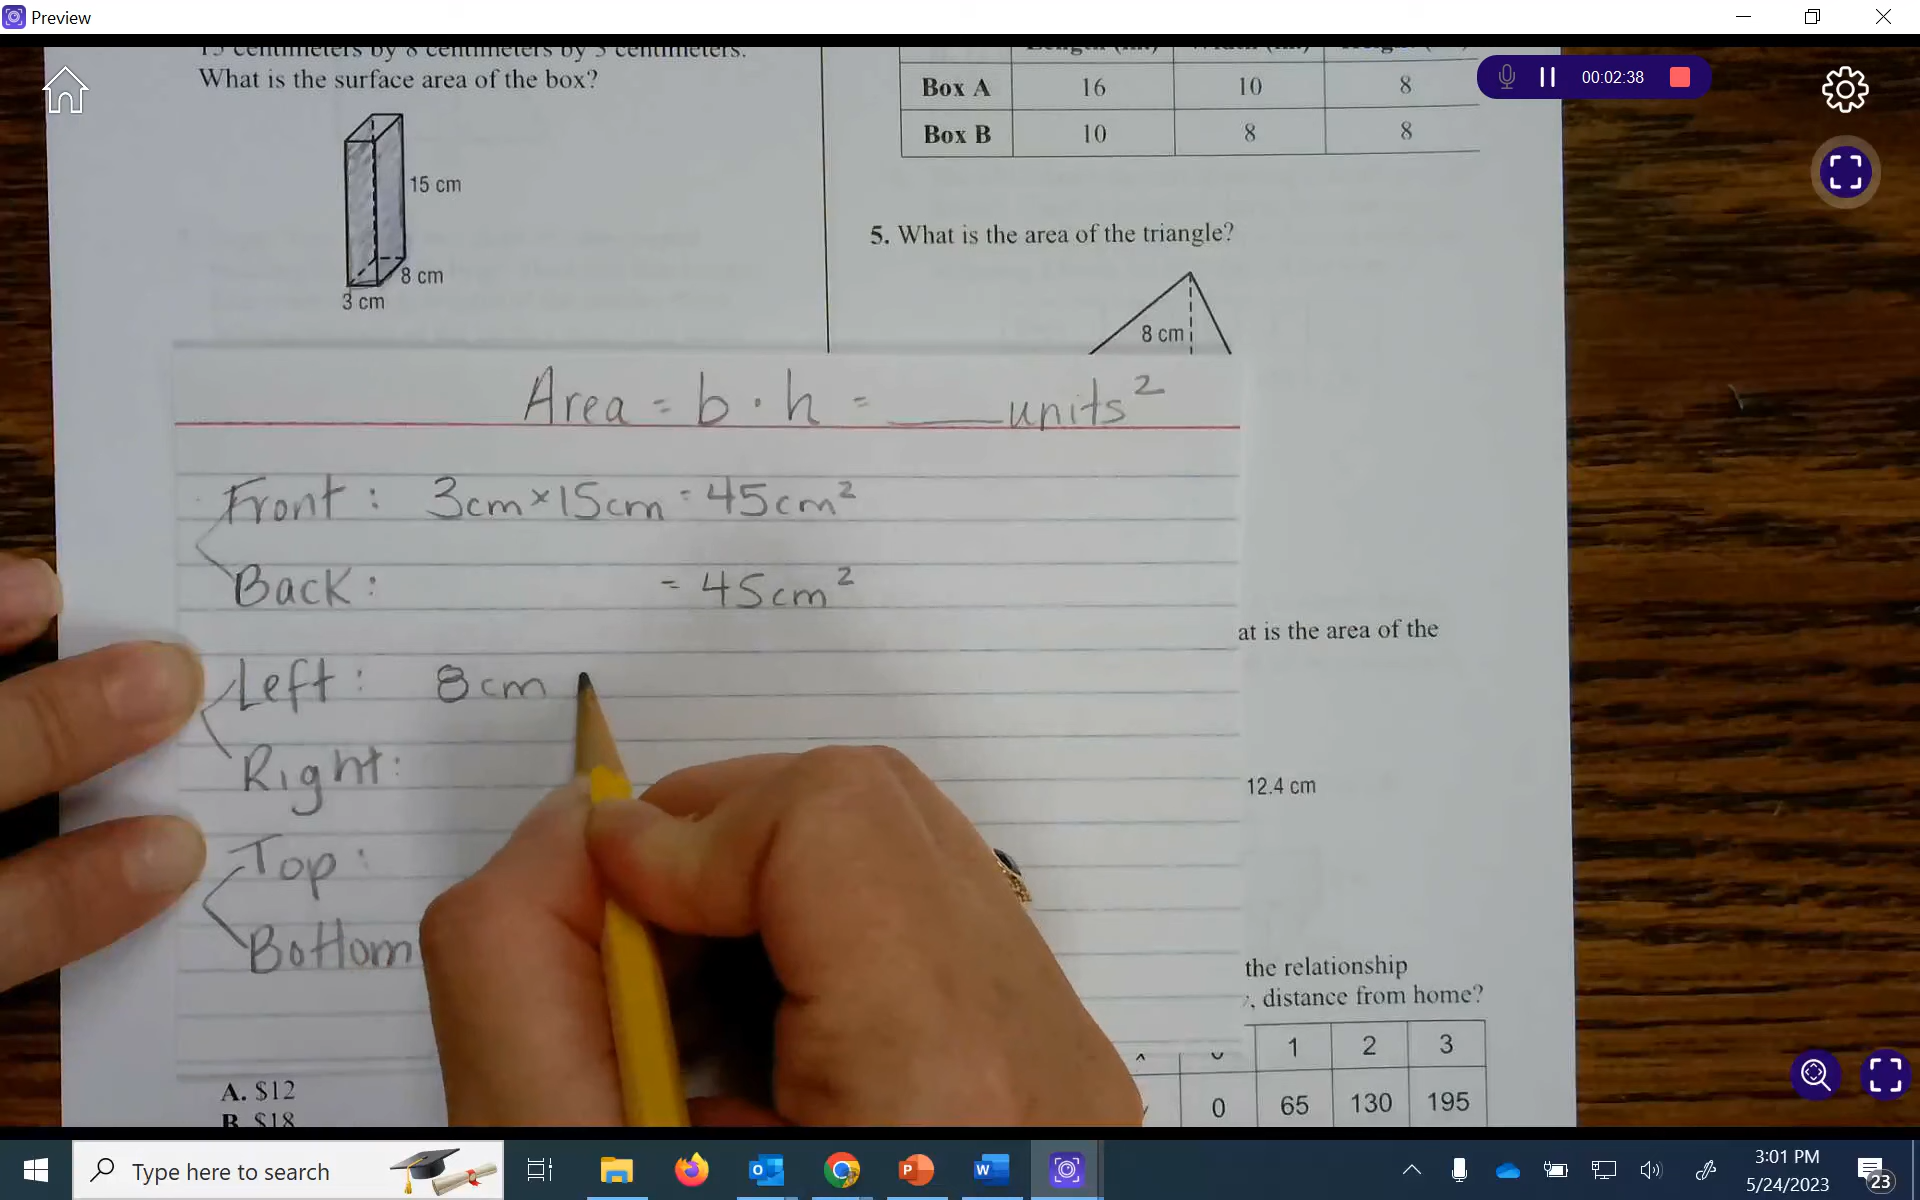 Preview
15 centimeters by 8 centimeters by 3 centimeters.
What is the surface area of the box?
15 cm
8 cm
3 cm
Box A 16 10 8
Box B 10 8 8
00:02:38
5. What is the area of the triangle?
8 cm
Area = b · h = ____ units²
Front: 3cm × 15cm = 45cm²
Back: = 45cm²
Left: 8cm
Right:
Top:
Bottom
at is the area of the
12.4 cm
the relationship
, distance from home?
1 2 3
0 65 130 195
A. $12
B. $18
Type here to search
3:01 PM
5/24/2023
23